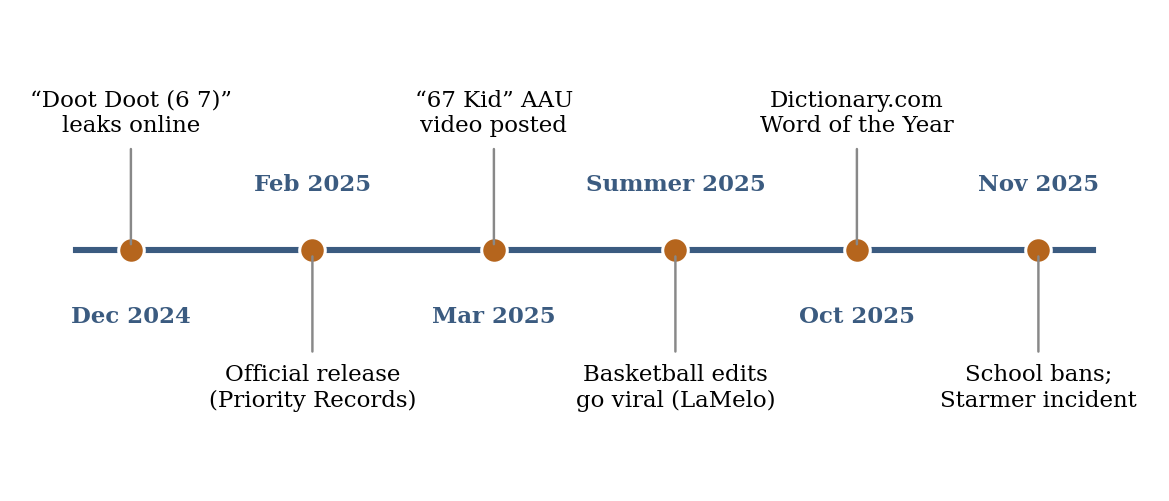 “Doot Doot (6 7)”
leaks online
“67 Kid” AAU
video posted
Dictionary.com
Word of the Year
Feb 2025
Summer 2025
Nov 2025
Dec 2024
Mar 2025
Oct 2025
Official release
(Priority Records)
Basketball edits
go viral (LaMelo)
School bans;
Starmer incident